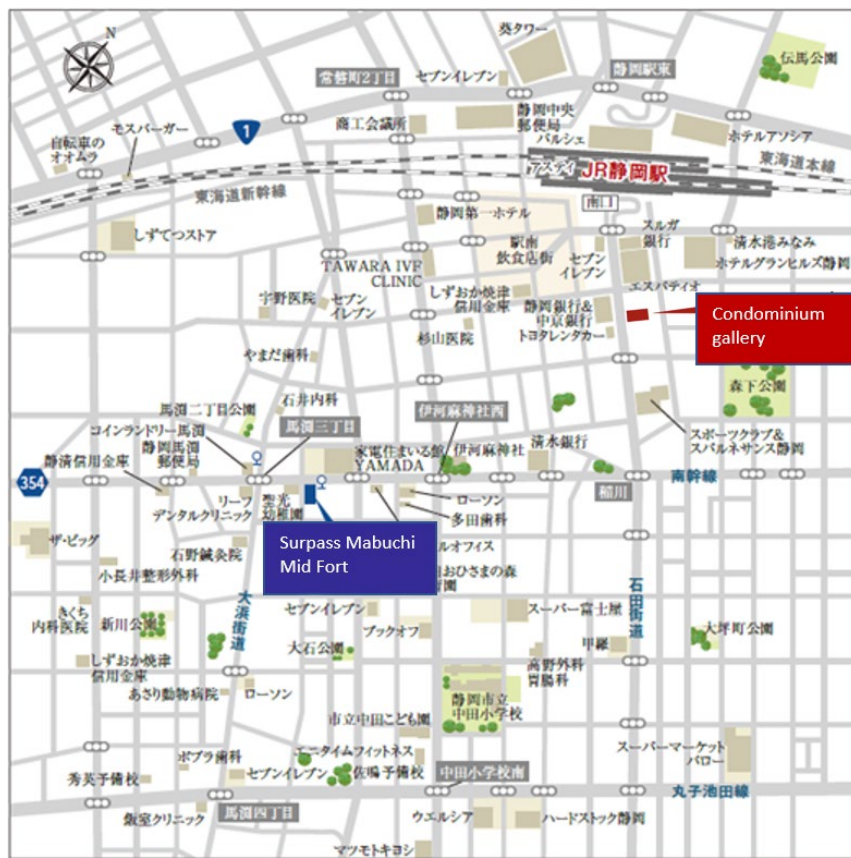 N
葵タワー
伝馬公園
常磐町2丁目
セブンイレブン
静岡駅東
モスバーガー
1
商工会議所
静岡中央
郵便局
パルシェ
自転車の
オオムラ
ホテルアソシア
アスティ
JR静岡駅
東海道本線
東海道新幹線
南口
しずてつストア
静岡第一ホテル
駅南
飲食店街
セブン
イレブン
スルガ
銀行
清水港みなみ
ホテルグランヒルズ静岡
TAWARA IVF
CLINIC
エスパティオ
宇野医院
セブン
イレブン
しずおか焼津
信用金庫
静岡銀行&
中京銀行
トヨタレンタカー
Condominium
gallery
杉山医院
やまだ歯科
森下公園
石井内科
馬淵二丁目公園
コインランドリー馬淵
馬淵三丁目
伊河麻神社西
静岡馬淵
郵便局
静清信用金庫
家電住まいる館
YAMADA
伊河麻神社
清水銀行
スポーツクラブ&
スパルネサンス静岡
354
南幹線
リーフ
デンタルクリニック
聖光
幼稚園
ローソン
多田歯科
稲川
ザ・ビッグ
石野鍼灸院
Surpass Mabuchi
Mid Fort
ルオフィス
おひさまの森
園
小長井整形外科
石田街道
大浜街道
きくち
内科医院
新川公園
セブンイレブン
ブックオフ
スーパー富士屋
大坪町公園
大石公園
甲羅
しずおか焼津
信用金庫
高野外科
胃腸科
あさり動物病院
ローソン
静岡市立
中田小学校
市立中田こども園
ポプラ歯科
エニタイムフィットネス
スーパーマーケット
バロー
秀英予備校
セブンイレブン
佐鳴予備校
中田小学校南
丸子池田線
飯室クリニック
馬淵四丁目
ウエルシア
ハードストック静岡
マツモトキヨシ